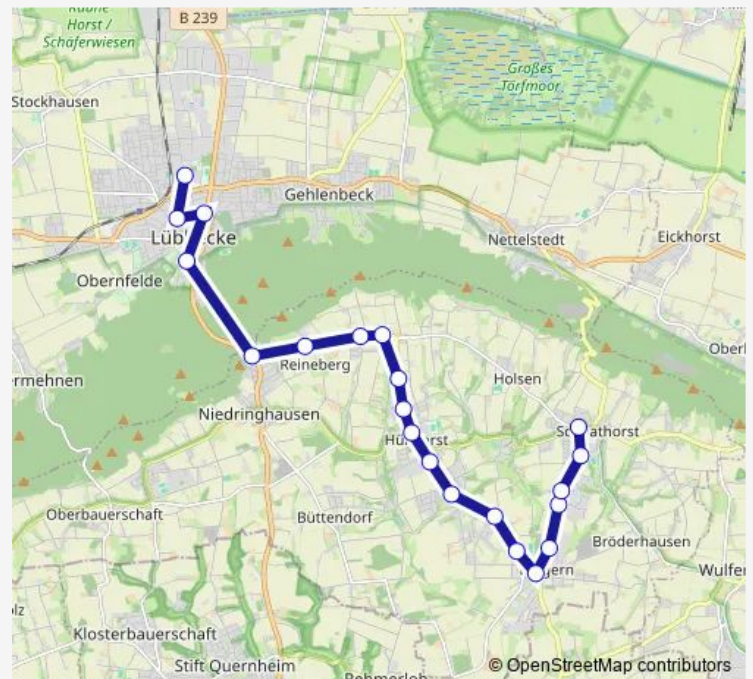 B 239
Rauhe
Horst /
Schäferwiesen
Großes
Torfmoor
Stockhausen
Gehlenbeck
Nettelstedt
Eickhorst
Obernfelde
Reineberg
Holsen
Niedringhausen
Oberbauerschaft
Büttendorf
Bröderhausen
Klosterbauerschaft
Stift Quernheim
© OpenStreetMap contributors